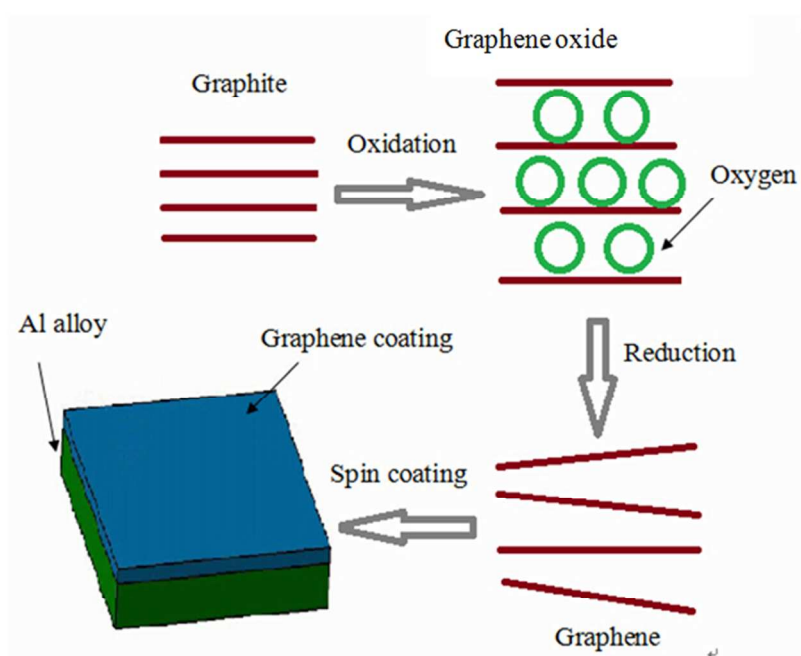 Graphene oxide
Graphite
Oxidation
Oxygen
Al alloy
Graphene coating
Reduction
Spin coating
Graphene